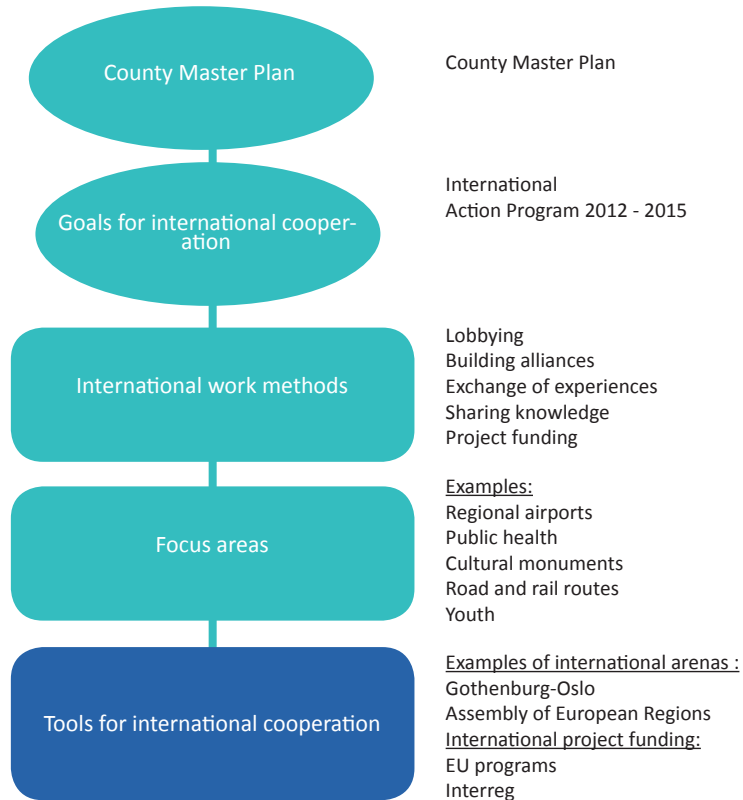 County Master Plan
County Master Plan
Goals for international cooper-
ation
International
Action Program 2012 - 2015
International work methods
Lobbying
Building alliances
Exchange of experiences
Sharing knowledge
Project funding
Focus areas
Examples:
Regional airports
Public health
Cultural monuments
Road and rail routes
Youth
Tools for international cooperation
Examples of international arenas :
Gothenburg-Oslo
Assembly of European Regions
International project funding:
EU programs
Interreg